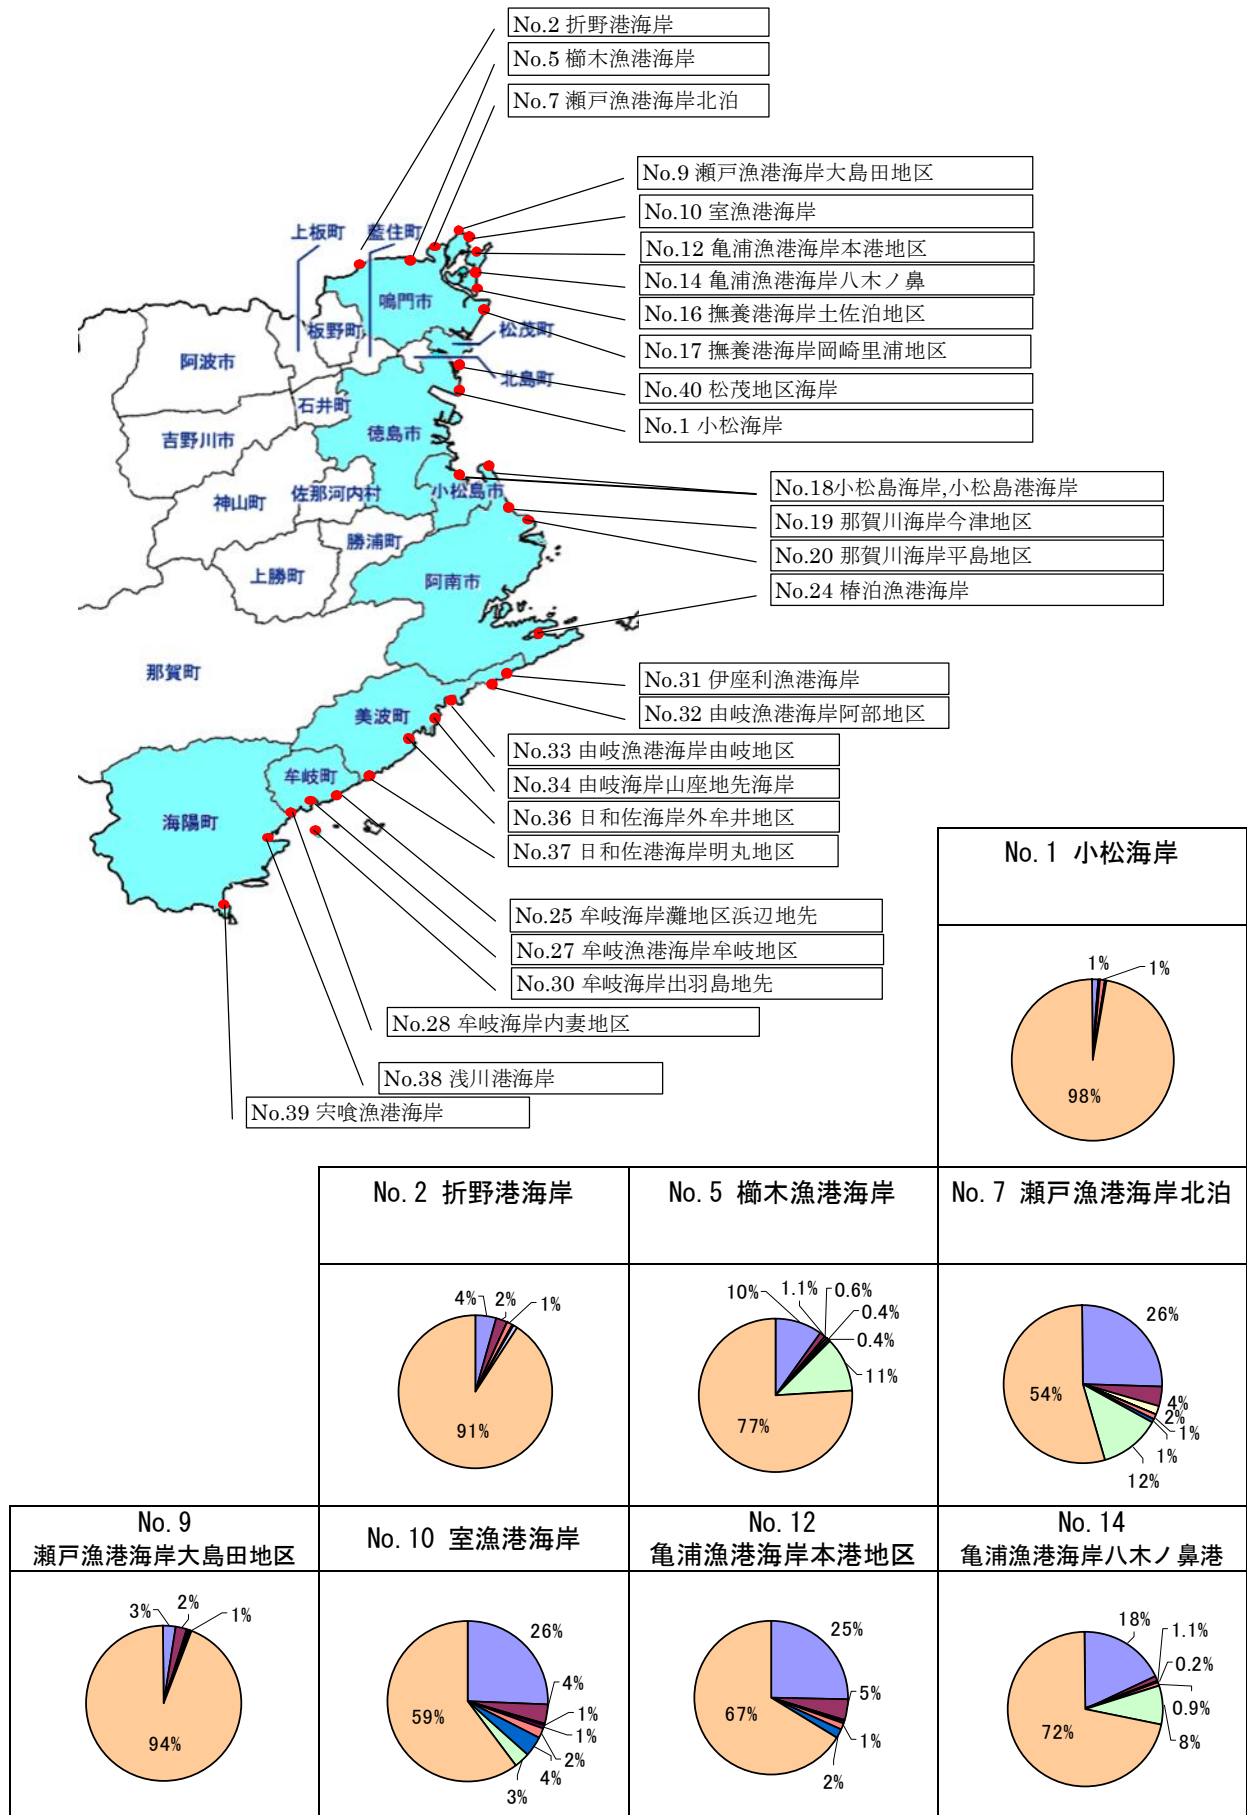 No.2 折野港海岸
No.5 櫛木漁港海岸
No.7 瀬戸漁港海岸北泊
No.9 瀬戸漁港海岸大島田地区
No.10 室漁港海岸
No.12 亀浦漁港海岸本港地区
No.14 亀浦漁港海岸八木ノ鼻
No.16 撫養港海岸土佐泊地区
No.17 撫養港海岸岡崎里浦地区
No.40 松茂地区海岸
No.1 小松海岸
No.18小松島海岸,小松島港海岸
No.19 那賀川海岸今津地区
No.20 那賀川海岸平島地区
No.24 椿泊漁港海岸
No.31 伊座利漁港海岸
No.32 由岐漁港海岸阿部地区
No.33 由岐漁港海岸由岐地区
No.34 由岐海岸山座地先海岸
No.36 日和佐海岸外牟井地区
No.37 日和佐港海岸明丸地区
No.25 牟岐海岸灘地区浜辺地先
No.27 牟岐漁港海岸牟岐地区
No.30 牟岐海岸出羽島地先
No.28 牟岐海岸内妻地区
No.38 浅川港海岸
No.39 宍喰漁港海岸
上板町
藍住町
鳴門市
板野町
松茂町
北島町
阿波市
石井町
徳島市
吉野川市
神山町
佐那河内村
小松島市
勝浦町
上勝町
阿南市
那賀町
美波町
牟岐町
海陽町
No.1 小松海岸
1%
1%
98%
No.2 折野港海岸
4%
2%
1%
91%
No.5 櫛木漁港海岸
10%
1.1%
0.6%
0.4%
0.4%
11%
77%
No.7 瀬戸漁港海岸北泊
26%
4%
2%
1%
1%
12%
54%
No.9
瀬戸漁港海岸大島田地区
3%
2%
1%
94%
No.10 室漁港海岸
26%
4%
1%
1%
2%
4%
3%
59%
No.12
亀浦漁港海岸本港地区
25%
5%
1%
2%
67%
No.14
亀浦漁港海岸八木ノ鼻港
18%
1.1%
0.2%
0.9%
8%
72%